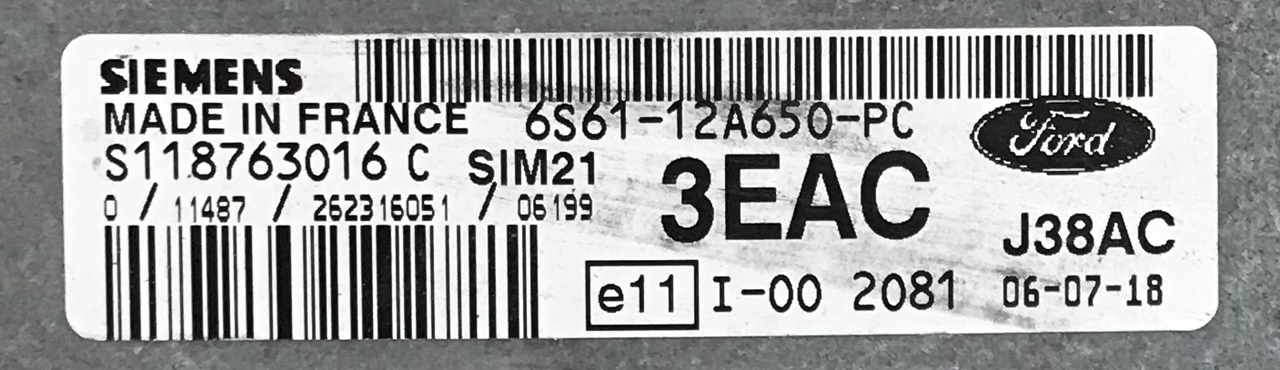 SIEMENS
MADE IN FRANCE 6S61-12A650-PC Ford
S118763016 C SIM21 3EAC
0 / 11487 / 262316051 / 06199 J38AC
e11 I-00 2081 06-07-18